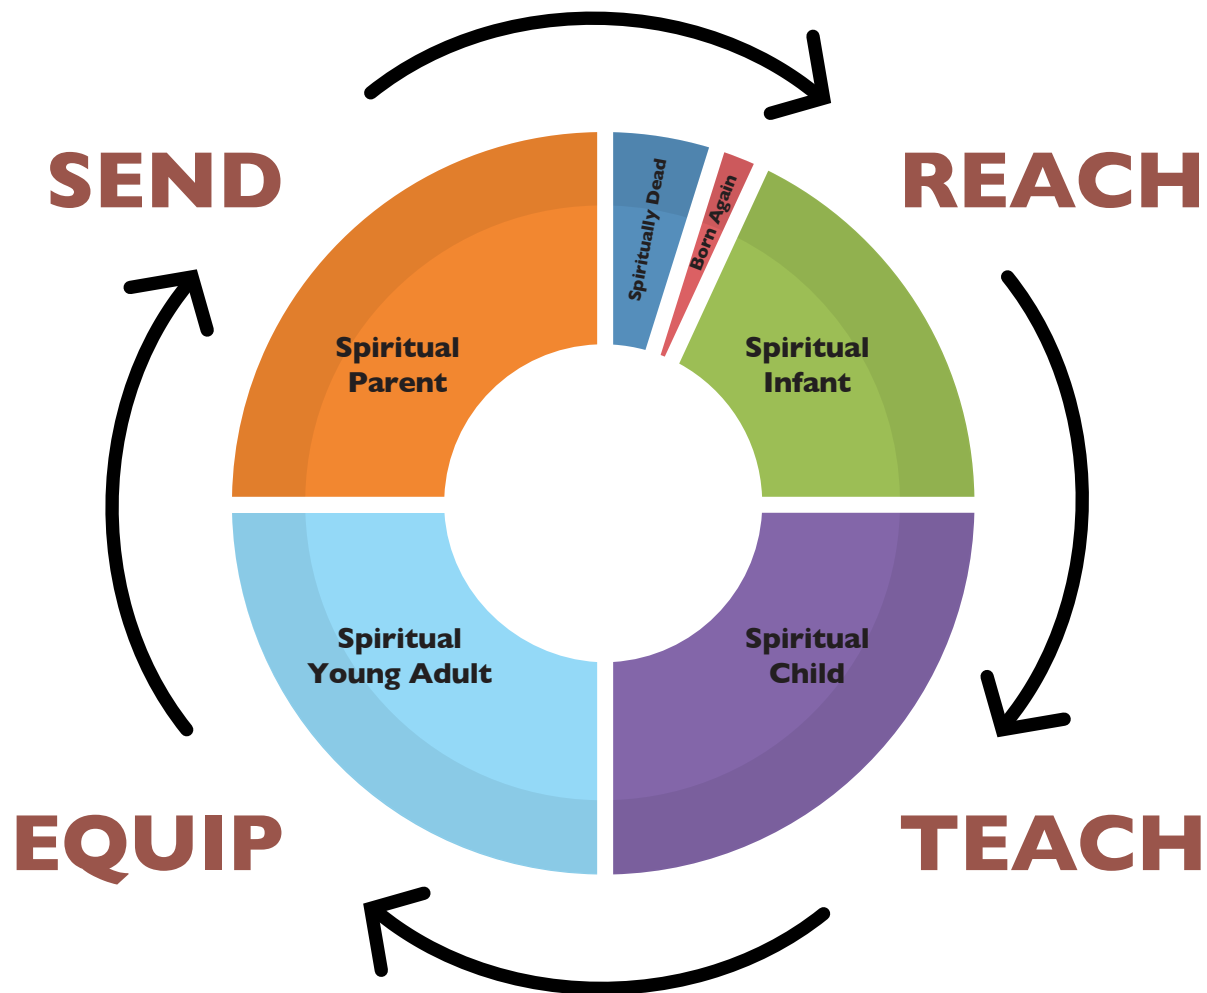 SEND
REACH
Spiritually Dead
Born Again
Spiritual
Parent
Spiritual
Infant
Spiritual
Young Adult
Spiritual
Child
EQUIP
TEACH